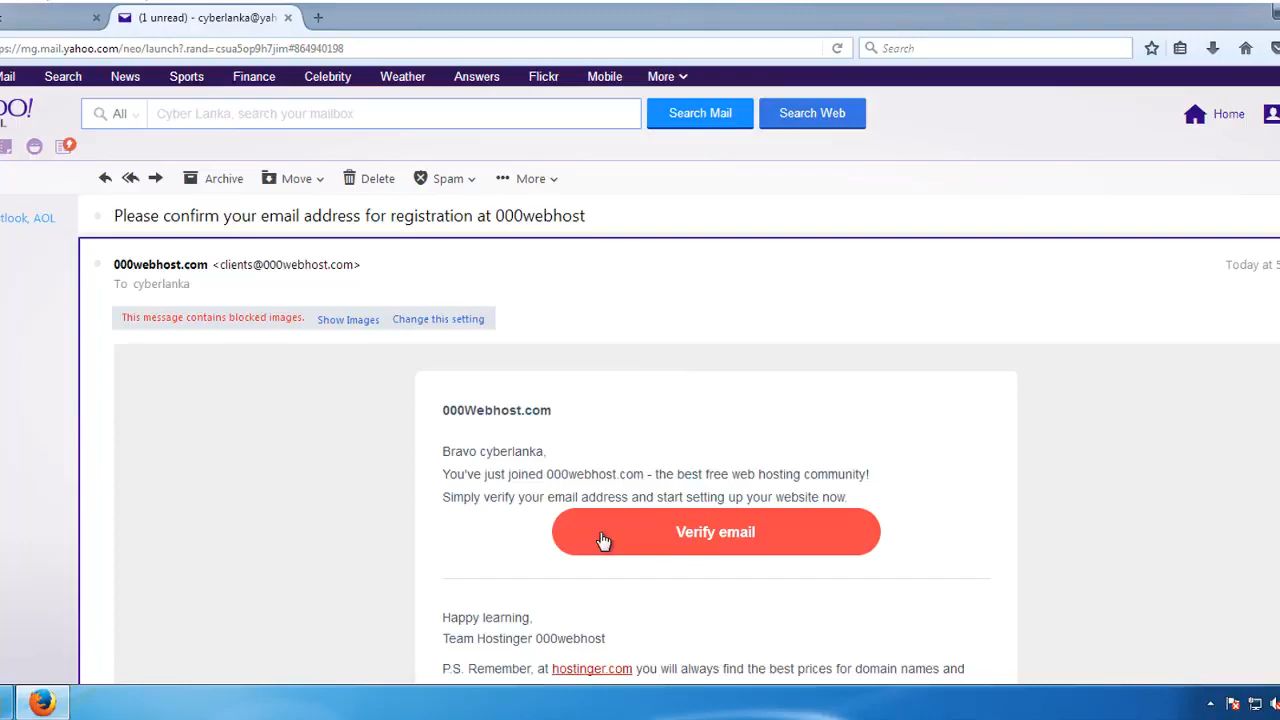 (1 unread) - cyberlanka@yah
ps://mg.mail.yahoo.com/neo/launch?.rand=csua5op9h7jim#864940198
Search
Mail Search News Sports Finance Celebrity Weather Answers Flickr Mobile More
OO!
All Cyber Lanka, search your mailbox Search Mail Search Web Home
Archive Move Delete Spam More
tlook, AOL
Please confirm your email address for registration at 000webhost
000webhost.com <clients@000webhost.com> Today at 5
To cyberlanka
This message contains blocked images. Show Images Change this setting
000Webhost.com
Bravo cyberlanka,
You've just joined 000webhost.com - the best free web hosting community!
Simply verify your email address and start setting up your website now.
Verify email
Happy learning,
Team Hostinger 000webhost
P.S. Remember, at hostinger.com you will always find the best prices for domain names and